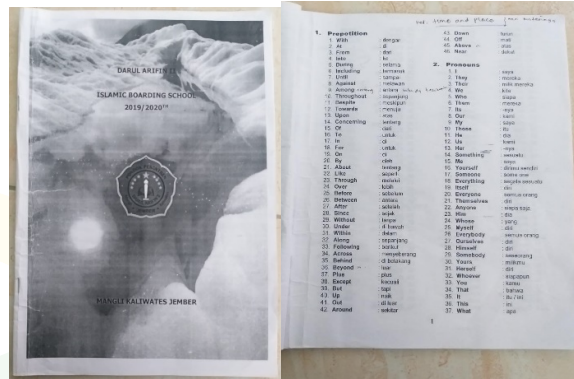 DARUL ARIFIN II
ISLAMIC BOARDING SCHOOL
2019/2020TH
MANGLI KALIWATES JEMBER
1. Prepotition
1. With : dengan
2. At : di
3. From : dari
4. Into : ke
5. During : selama
6. Including : termasuk
7. Until : sampai
8. Against : melawan
9. Among : antara
10. Throughout : sepanjang
11. Despite : meskipun
12. Towards : menuju
13. Upon : atas
14. Concerning : tentang
15. Of : dari
16. To : untuk
17. In : di
18. For : untuk
19. On : di
20. By : oleh
21. About : tentang
22. Like : seperti
23. Through : melalui
24. Over : lebih
25. Before : sebelum
26. Between : antara
27. After : setelah
28. Since : sejak
29. Without : tanpa
30. Under : di bawah
31. Within : dalam
32. Along : sepanjang
33. Following : berikut
34. Across : menyeberang
35. Behind : di belakang
36. Beyond : luar
37. Plus : plus
38. Except : kecuali
39. But : tapi
40. Up : naik
41. Out : di luar
42. Around : sekitar
43. Down : turun
44. Off : mati
45. Above : atas
46. Near : dekat
2. Pronouns
1. I : saya
2. They : mereka
3. Their : milik mereka
4. We : kita
5. Who : siapa
6. Them : mereka
7. Its : -nya
8. Our : kami
9. My : saya
10. Those : itu
11. He : dia
12. Us : kami
13. Her : -nya
14. Something : sesuatu
15. Me : saya
16. Yourself : dirimu sendiri
17. Someone : some one
18. Everything : segala sesuatu
19. Itself : diri
20. Everyone : semua orang
21. Themselves : diri
22. Anyone : siapa saja
23. Him : dia
24. Whose : yang
25. Myself : diri
26. Everybody : semua orang
27. Ourselves : diri
28. Himself : diri
29. Somebody : seseorang
30. Yours : milikmu
31. Herself : diri
32. Whoever : siapapun
33. You : kamu
34. That : bahwa
35. It : itu / ini
36. This : ini
37. What : apa
1